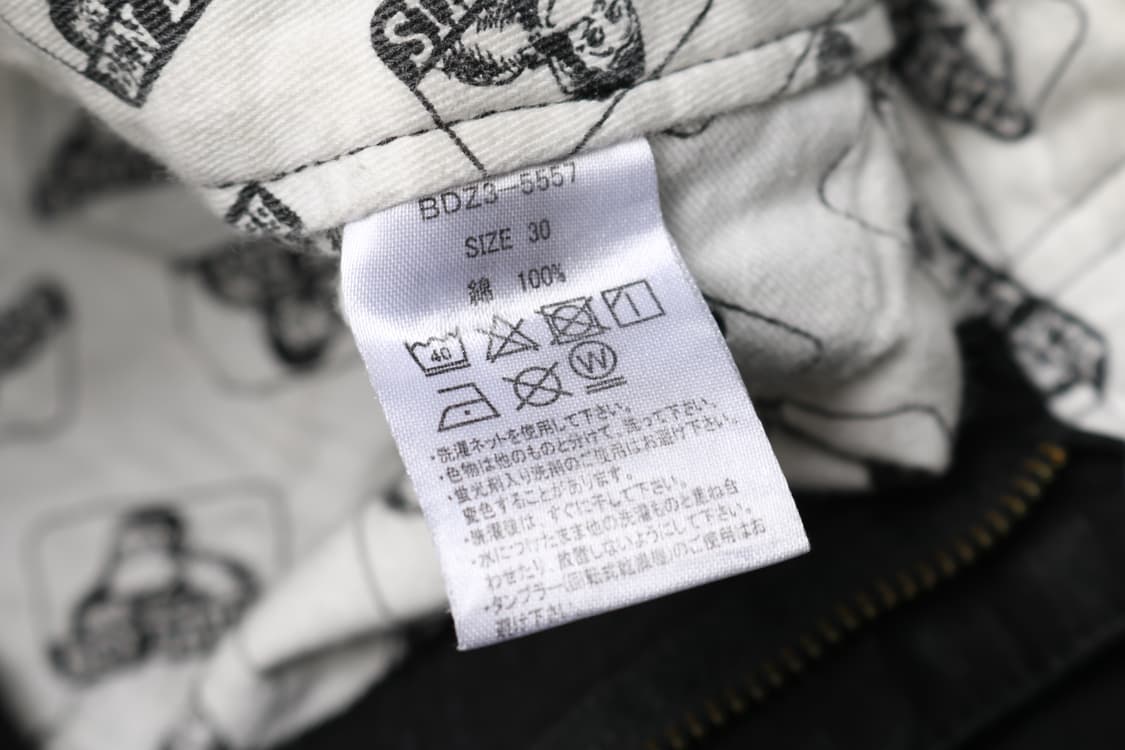 BDZ3-5557
SIZE 30
綿 100%
40
W
・洗濯ネットを使用して下さい。
・色物は他のものと分けて、洗って下さい。
・蛍光剤入り洗剤のご使用はお避け下さい。
変色することがあります。
・洗濯後は、すぐに干して下さい。
・水につけたまま他の洗濯ものと重ね合
わせたり、放置しないようにして下さい。
・タンブラー(回転式乾燥機)のご使用はお
避け下さい。